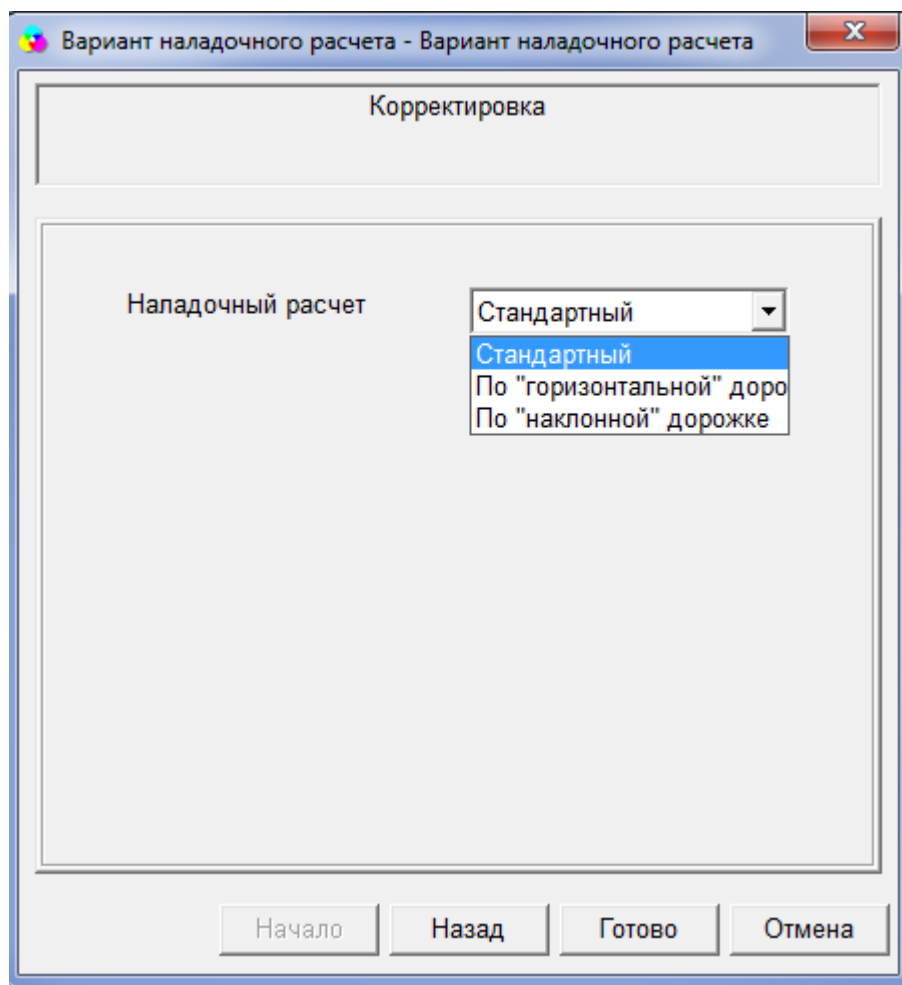 Вариант наладочного расчета - Вариант наладочного расчета
Корректировка
Наладочный расчет
Стандартный
Стандартный
По "горизонтальной" доро
По "наклонной" дорожке
Начало
Назад
Готово
Отмена